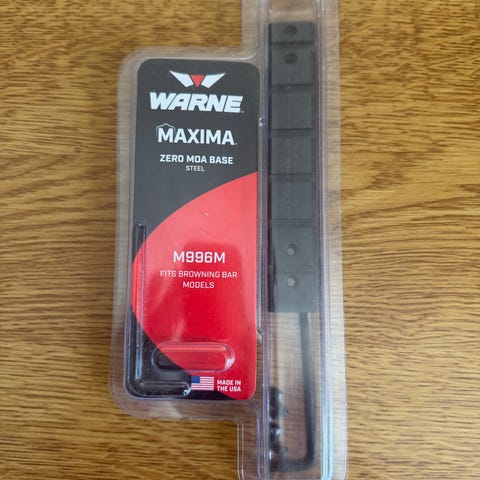 WARNE
MAXIMA
ZERO MOA BASE
STEEL
M996M
FITS BROWNING BAR
MODELS
MADE IN
THE USA